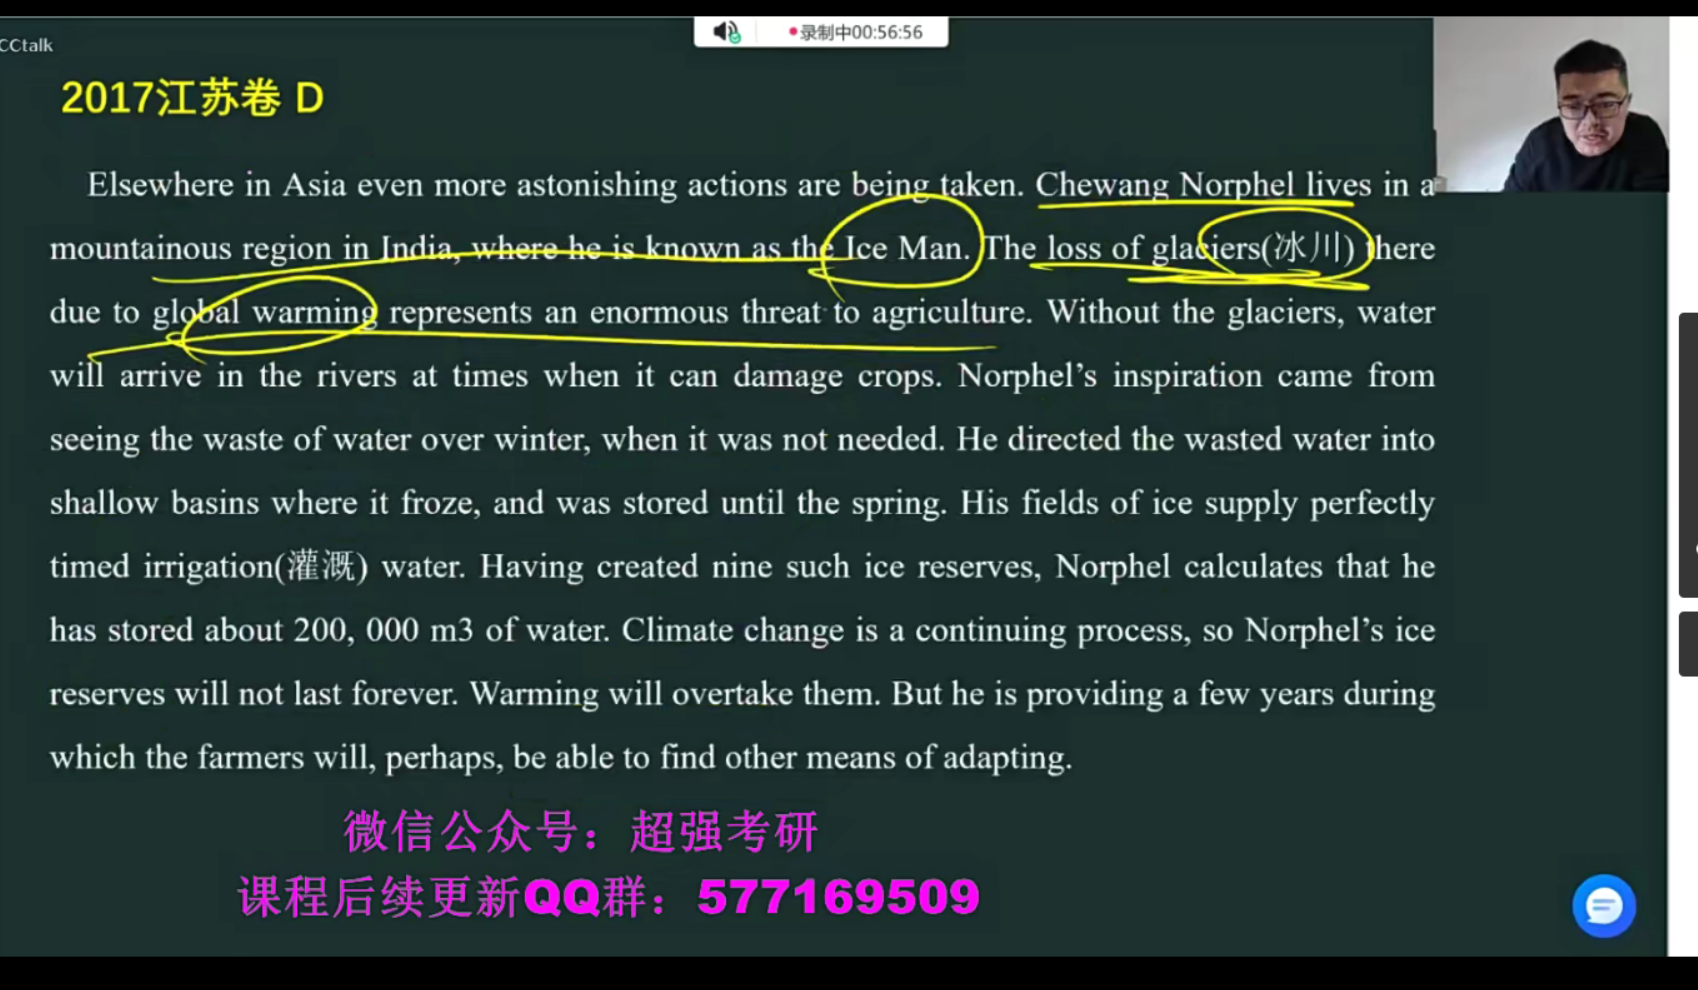 CCtalk
录制中00:56:56
2017江苏卷 D
Elsewhere in Asia even more astonishing actions are being taken. Chewang Norphel lives in a
mountainous region in India, where he is known as the Ice Man. The loss of glaciers(冰川) there
due to global warming represents an enormous threat to agriculture. Without the glaciers, water
will arrive in the rivers at times when it can damage crops. Norphel’s inspiration came from
seeing the waste of water over winter, when it was not needed. He directed the wasted water into
shallow basins where it froze, and was stored until the spring. His fields of ice supply perfectly
timed irrigation(灌溉) water. Having created nine such ice reserves, Norphel calculates that he
has stored about 200, 000 m3 of water. Climate change is a continuing process, so Norphel’s ice
reserves will not last forever. Warming will overtake them. But he is providing a few years during
which the farmers will, perhaps, be able to find other means of adapting.
微信公众号：超强考研
课程后续更新QQ群：577169509